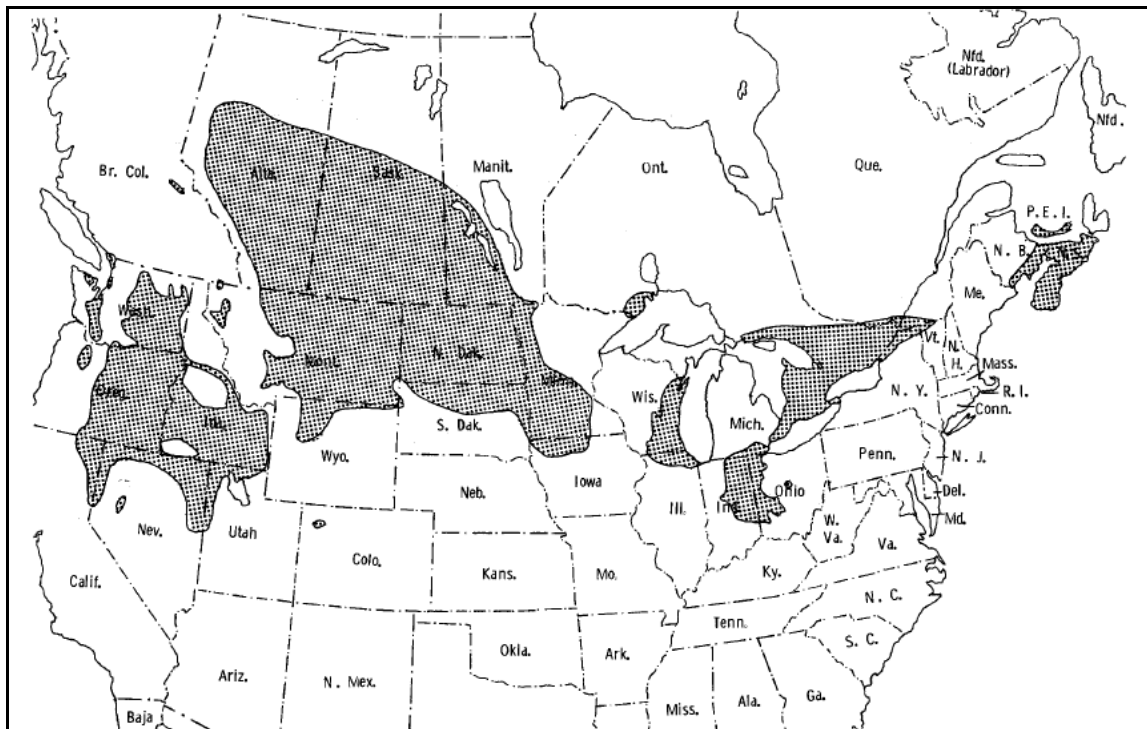 Nfd.
(Labrador)
Nfd.
Br. Col.
Alta.
Sask.
Manit.
Ont.
Que.
P. E. I.
N. B.
N. S.
Me.
Wash.
Mont.
N. Dak.
Minn.
Vt.
N.
H.
Mass.
R. I.
Conn.
Oreg.
Ida.
Wis.
Mich.
N. Y.
S. Dak.
Wyo.
Penn.
N. J.
Iowa
Neb.
Ill.
Ind.
Ohio
Del.
Md.
W.
Va.
Va.
Nev.
Utah
Colo.
Kans.
Mo.
Ky.
Calif.
N. C.
Tenn.
S. C.
Okla.
Ark.
Ariz.
N. Mex.
Miss.
Ala.
Ga.
Baja